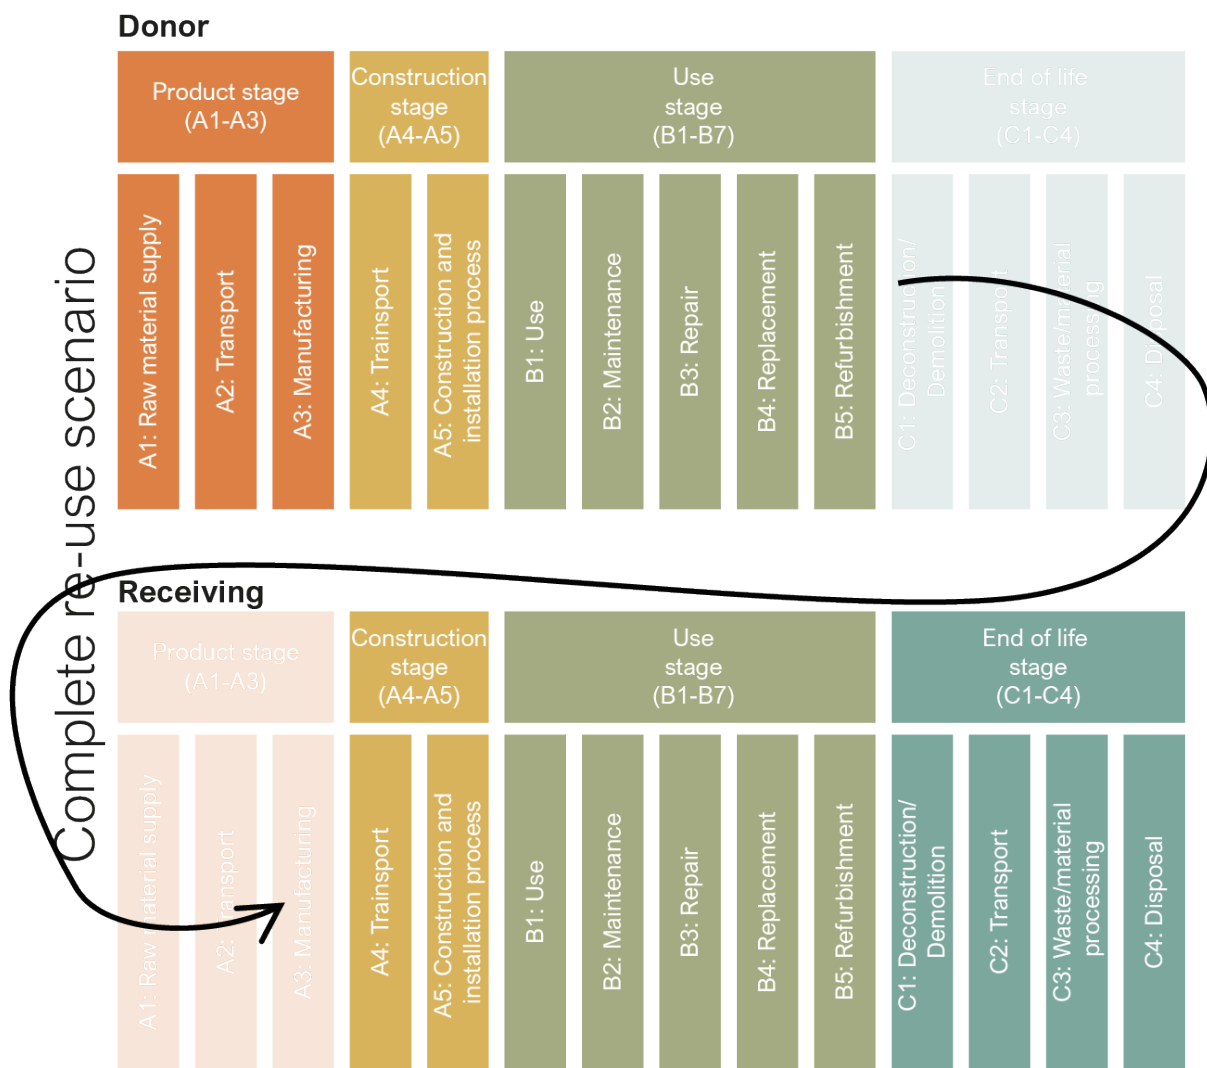 Donor
Product stage
(A1-A3)
Construction
stage
(A4-A5)
Use
stage
(B1-B7)
End of life
stage
(C1-C4)
A1: Raw material supply
A2: Transport
A3: Manufacturing
A4: Trainsport
A5: Construction and
installation process
B1: Use
B2: Maintenance
B3: Repair
B4: Replacement
B5: Refurbishment
C1: Deconstruction/
Demolition
C2: Transport
C3: Waste/material
processing
C4: Disposal
Complete re-use scenario
Receiving
Product stage
(A1-A3)
Construction
stage
(A4-A5)
Use
stage
(B1-B7)
End of life
stage
(C1-C4)
A1: Raw material supply
A2: Transport
A3: Manufacturing
A4: Trainsport
A5: Construction and
installation process
B1: Use
B2: Maintenance
B3: Repair
B4: Replacement
B5: Refurbishment
C1: Deconstruction/
Demolition
C2: Transport
C3: Waste/material
processing
C4: Disposal